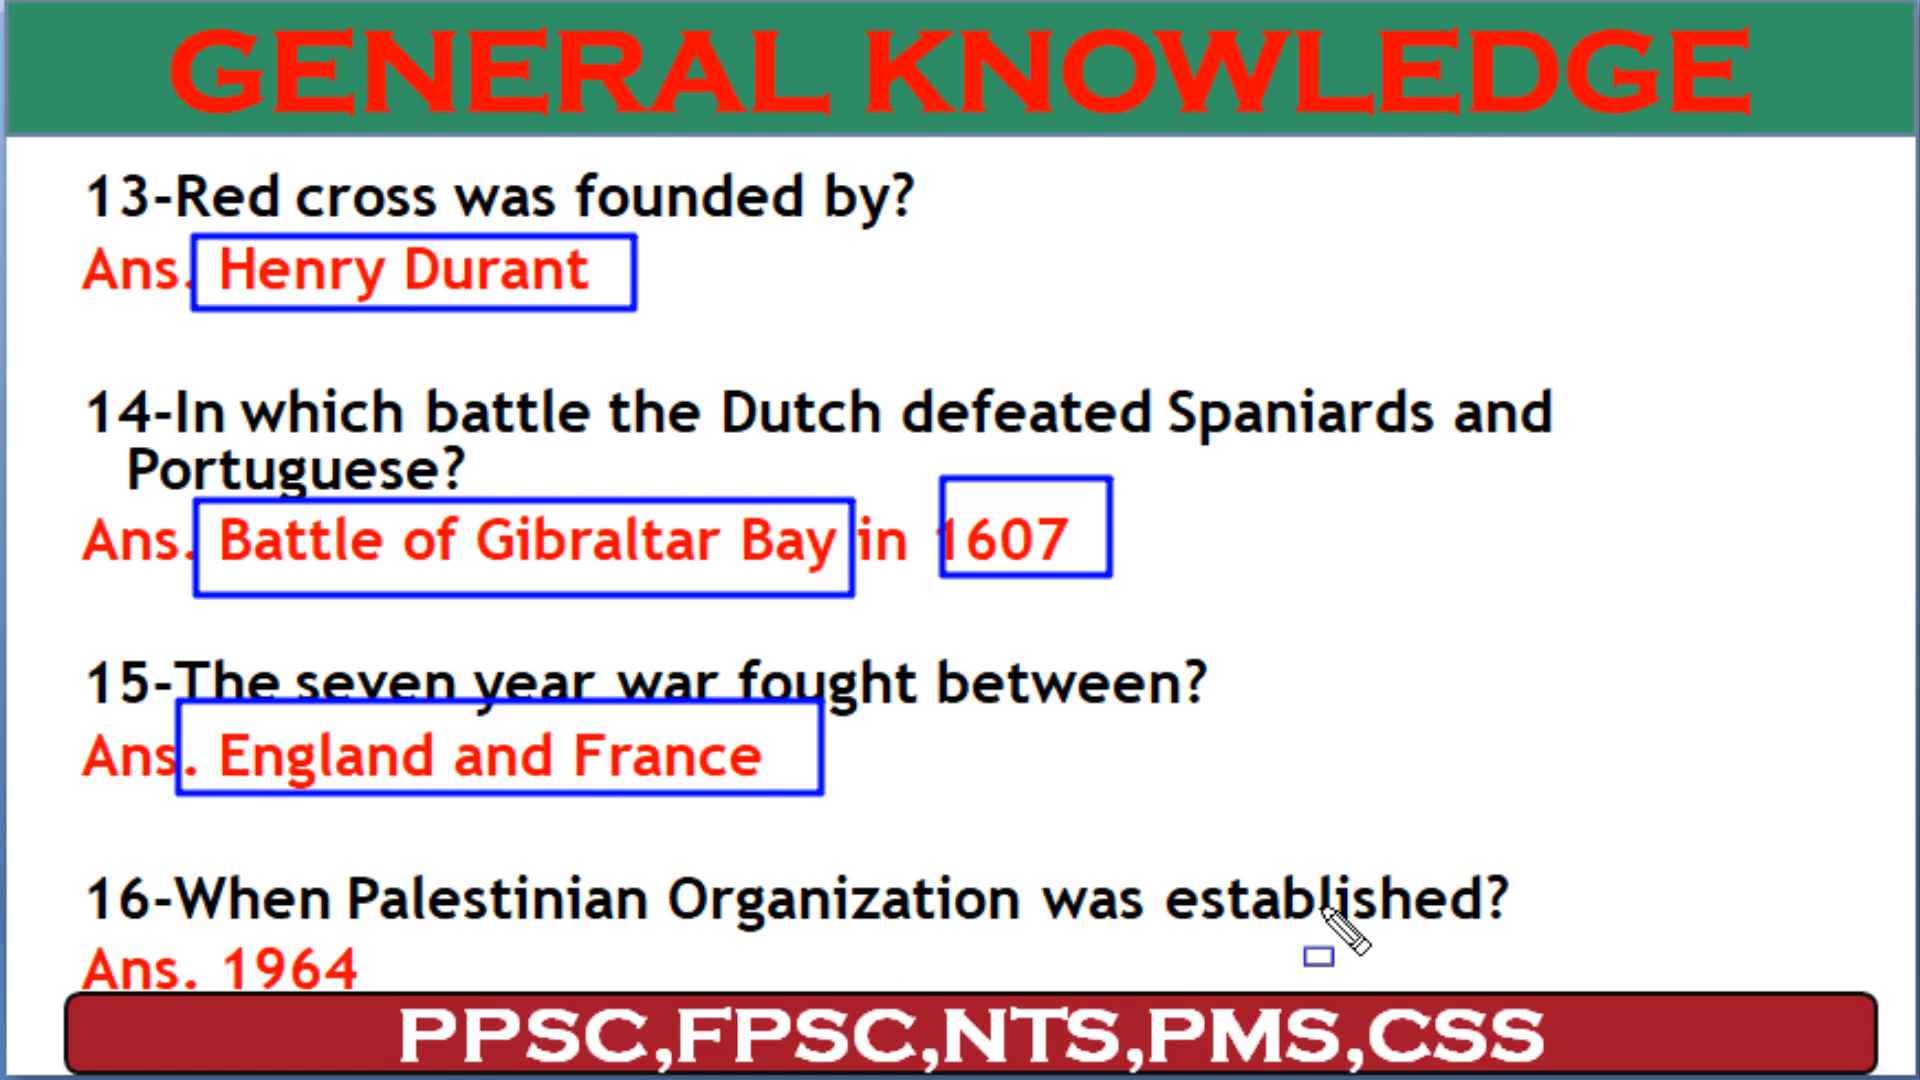 GENERAL KNOWLEDGE
13-Red cross was founded by?
Ans. Henry Durant
14-In which battle the Dutch defeated Spaniards and
Portuguese?
Ans. Battle of Gibraltar Bay in 1607
15-The seven year war fought between?
Ans. England and France
16-When Palestinian Organization was established?
Ans. 1964
PPSC,FPSC,NTS,PMS,CSS